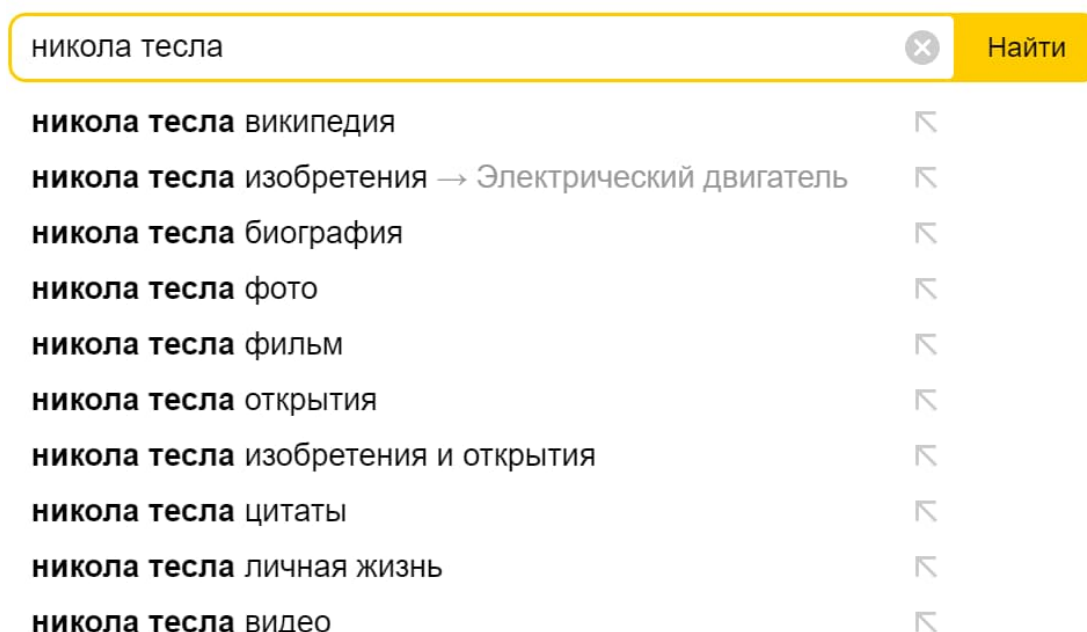 никола тесла Найти
никола тесла википедия
никола тесла изобретения → Электрический двигатель
никола тесла биография
никола тесла фото
никола тесла фильм
никола тесла открытия
никола тесла изобретения и открытия
никола тесла цитаты
никола тесла личная жизнь
никола тесла видео